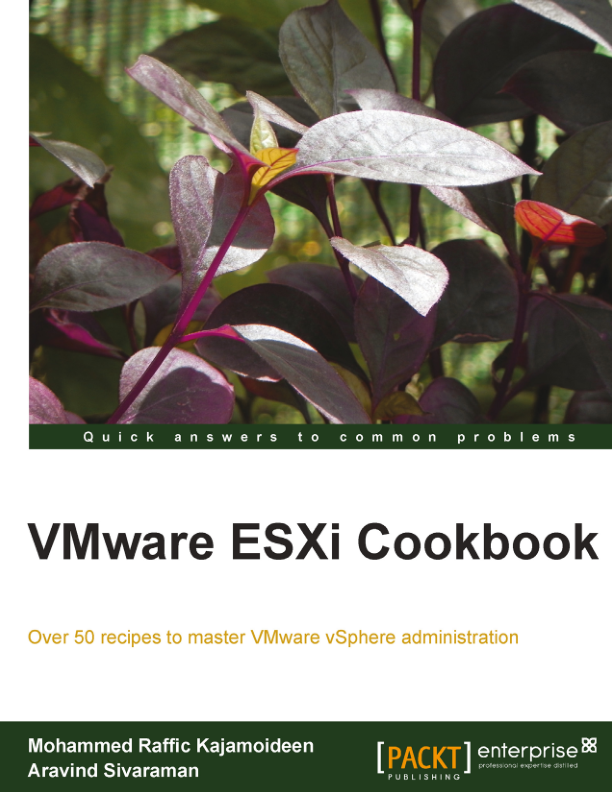 Quick answers to common problems
VMware ESXi Cookbook
Over 50 recipes to master VMware vSphere administration
Mohammed Raffic Kajamoideen
Aravind Sivaraman
[PACKT]
PUBLISHING
enterprise
professional expertise distilled